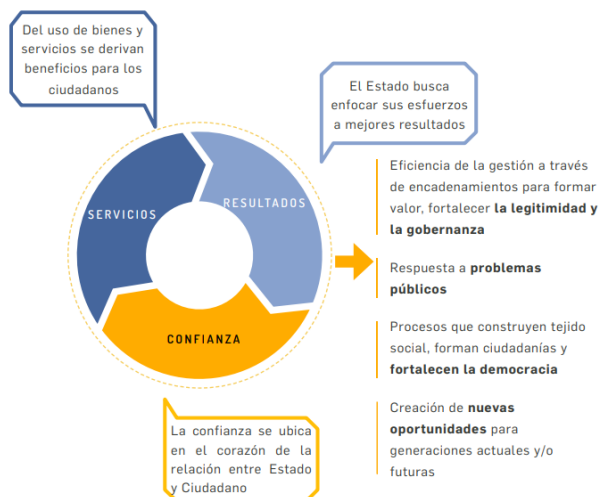 Del uso de bienes y
servicios se derivan
beneficios para los
ciudadanos
El Estado busca
enfocar sus esfuerzos
a mejores resultados
SERVICIOS
RESULTADOS
CONFIANZA
Eficiencia de la gestión a través
de encadenamientos para formar
valor, fortalecer la legitimidad y
la gobernanza
Respuesta a problemas
públicos
Procesos que construyen tejido
social, forman ciudadanías y
fortalecen la democracia
Creación de nuevas
oportunidades para
generaciones actuales y/o
futuras
La confianza se ubica
en el corazón de la
relación entre Estado
y Ciudadano